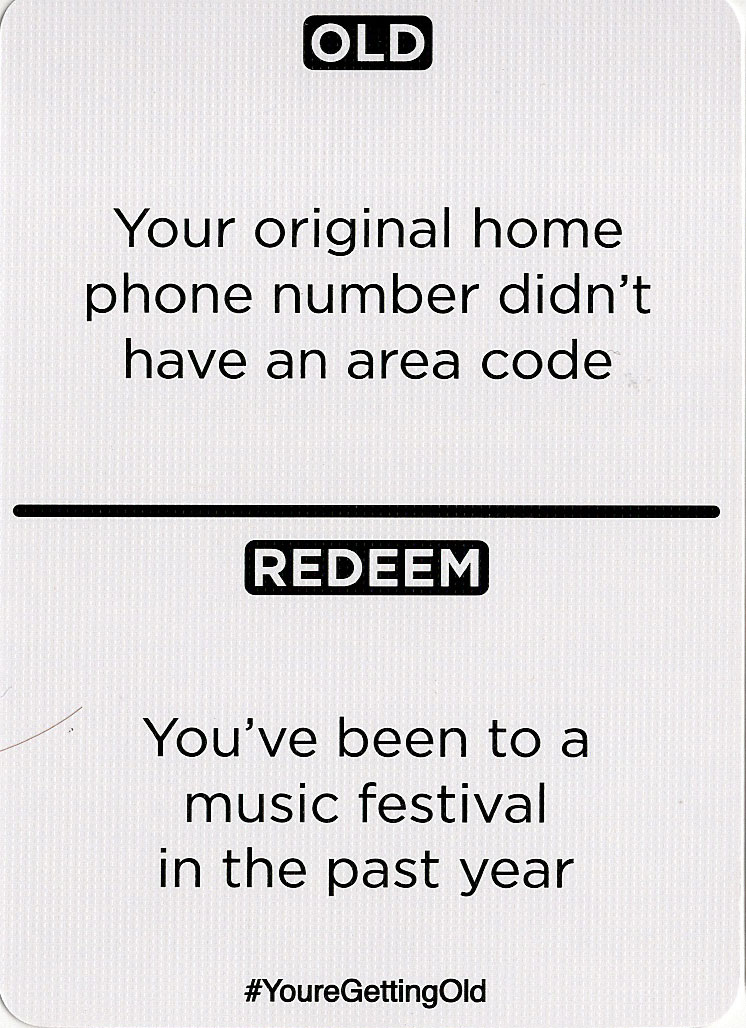 OLD
Your original home
phone number didn't
have an area code
REDEEM
You've been to a
music festival
in the past year
#YoureGettingOld